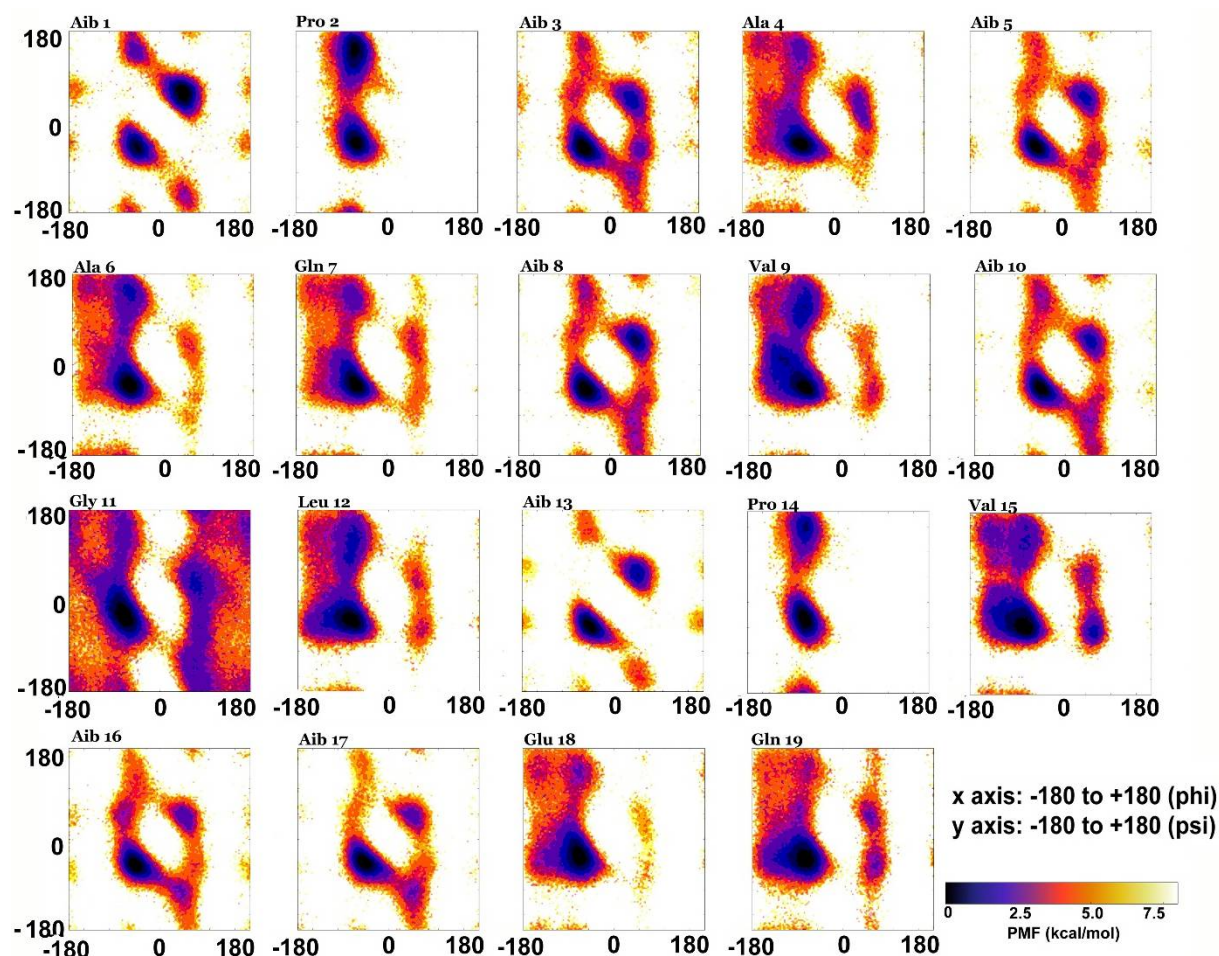 Aib 1 Pro 2 Aib 3 Ala 4 Aib 5
180
0
-180
-180 0 180 -180 0 180 -180 0 180 -180 0 180 -180 0 180
Ala 6 Gln 7 Aib 8 Val 9 Aib 10
180
0
-180
-180 0 180 -180 0 180 -180 0 180 -180 0 180 -180 0 180
Gly 11 Leu 12 Aib 13 Pro 14 Val 15
180
0
-180
-180 0 180 -180 0 180 -180 0 180 -180 0 180 -180 0 180
Aib 16 Aib 17 Glu 18 Gln 19
180
0
-180
-180 0 180 -180 0 180 -180 0 180 -180 0 180
x axis: -180 to +180 (phi)
y axis: -180 to +180 (psi)
0 2.5 5.0 7.5
PMF (kcal/mol)